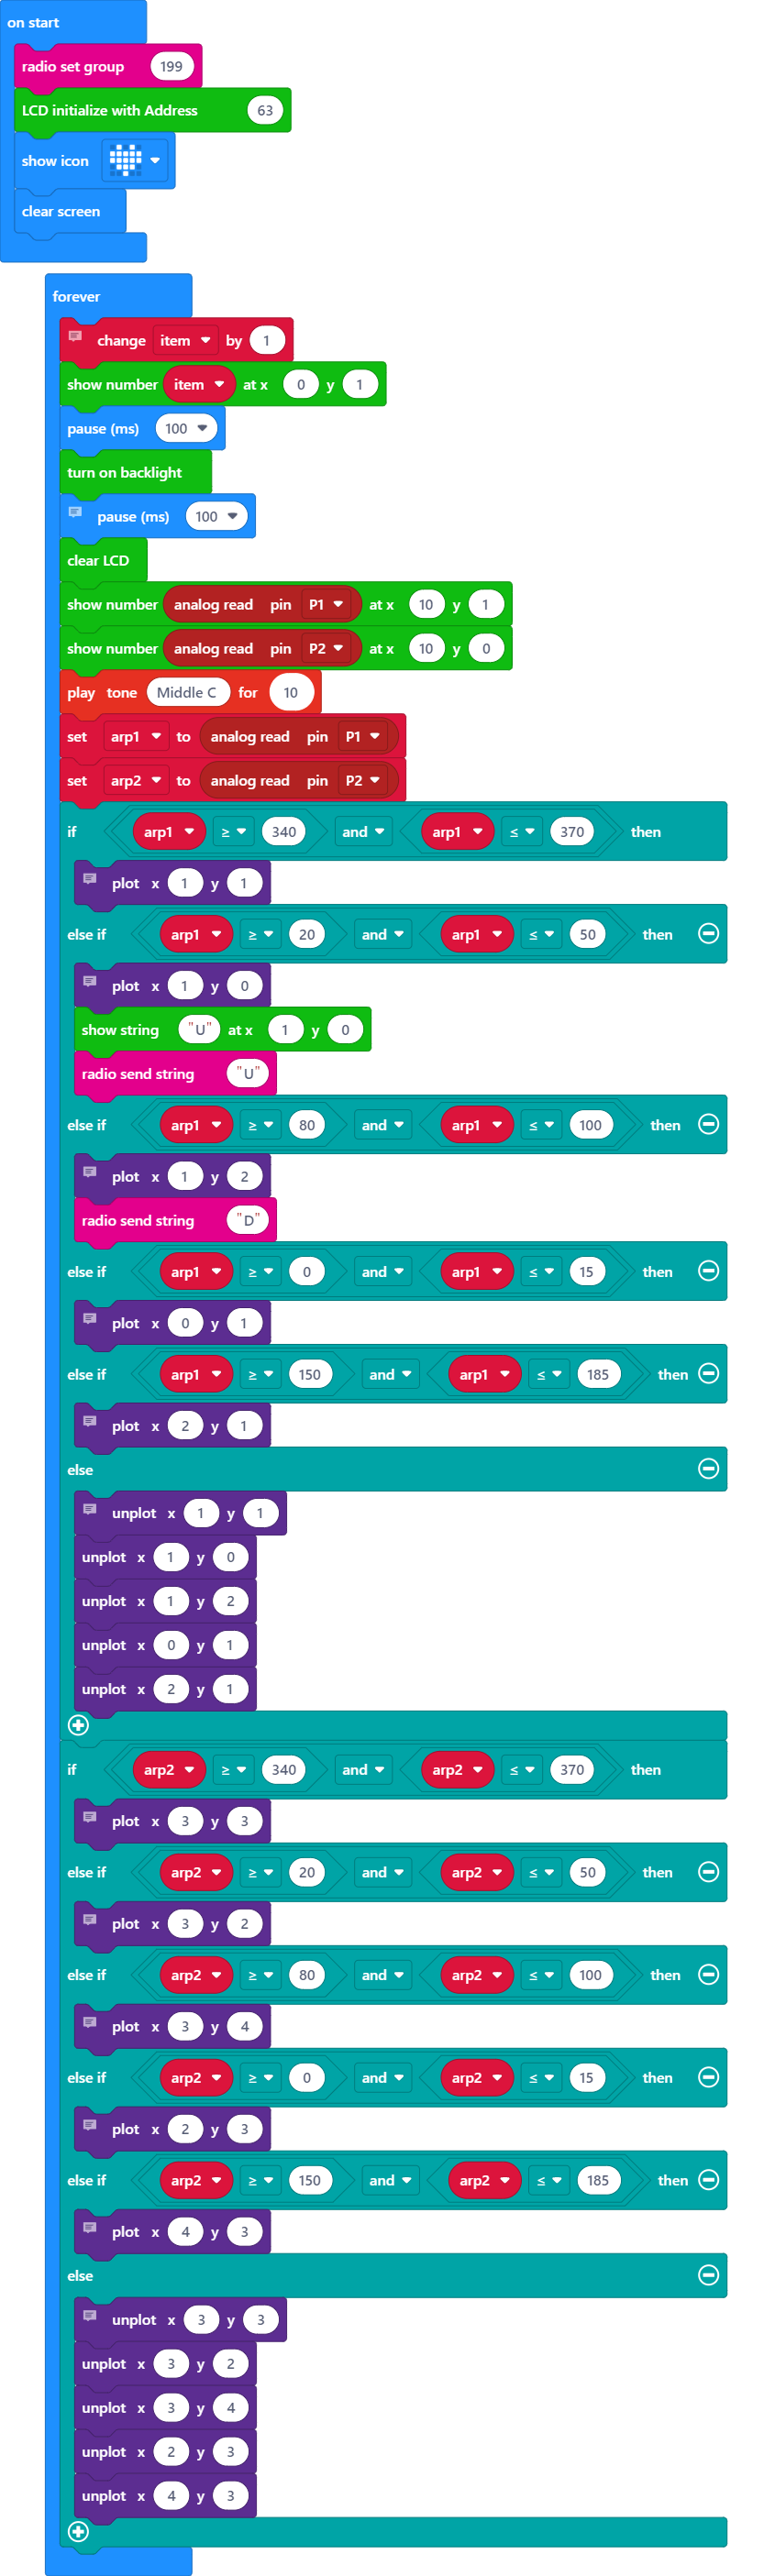 on start
radio set group 199
LCD initialize with Address 63
show icon
clear screen
forever
change item by 1
show number item at x 0 y 1
pause (ms) 100
turn on backlight
pause (ms) 100
clear LCD
show number analog read pin P1 at x 10 y 1
show number analog read pin P2 at x 10 y 0
play tone Middle C for 10
set arp1 to analog read pin P1
set arp2 to analog read pin P2
if arp1 ≥ 340 and arp1 ≤ 370 then
plot x 1 y 1
else if arp1 ≥ 20 and arp1 ≤ 50 then
plot x 1 y 0
show string "U" at x 1 y 0
radio send string "U"
else if arp1 ≥ 80 and arp1 ≤ 100 then
plot x 1 y 2
radio send string "D"
else if arp1 ≥ 0 and arp1 ≤ 15 then
plot x 0 y 1
else if arp1 ≥ 150 and arp1 ≤ 185 then
plot x 2 y 1
else
unplot x 1 y 1
unplot x 1 y 0
unplot x 1 y 2
unplot x 0 y 1
unplot x 2 y 1
if arp2 ≥ 340 and arp2 ≤ 370 then
plot x 3 y 3
else if arp2 ≥ 20 and arp2 ≤ 50 then
plot x 3 y 2
else if arp2 ≥ 80 and arp2 ≤ 100 then
plot x 3 y 4
else if arp2 ≥ 0 and arp2 ≤ 15 then
plot x 2 y 3
else if arp2 ≥ 150 and arp2 ≤ 185 then
plot x 4 y 3
else
unplot x 3 y 3
unplot x 3 y 2
unplot x 3 y 4
unplot x 2 y 3
unplot x 4 y 3